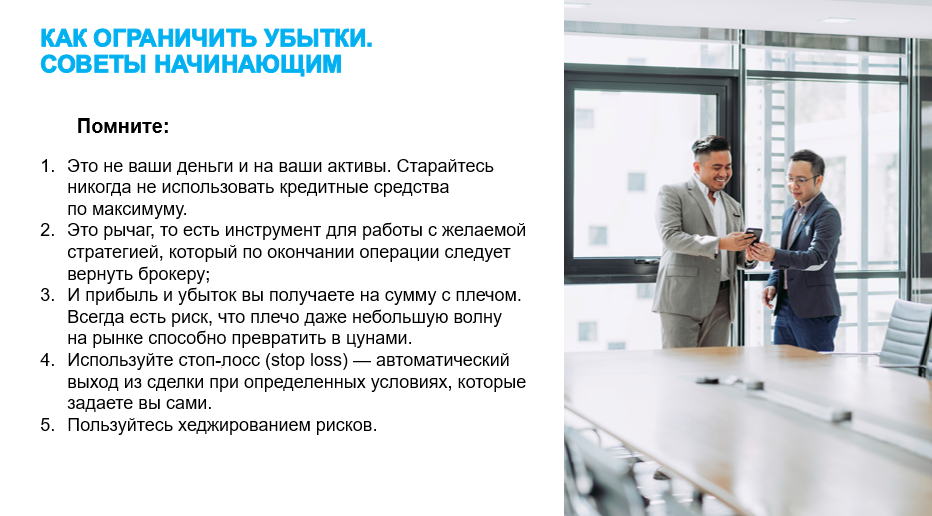 КАК ОГРАНИЧИТЬ УБЫТКИ.
СОВЕТЫ НАЧИНАЮЩИМ
Помните:
1. Это не ваши деньги и на ваши активы. Старайтесь
никогда не использовать кредитные средства
по максимуму.
2. Это рычаг, то есть инструмент для работы с желаемой
стратегией, который по окончании операции следует
вернуть брокеру;
3. И прибыль и убыток вы получаете на сумму с плечом.
Всегда есть риск, что плечо даже небольшую волну
на рынке способно превратить в цунами.
4. Используйте стоп-лосс (stop loss) — автоматический
выход из сделки при определенных условиях, которые
задаете вы сами.
5. Пользуйтесь хеджированием рисков.